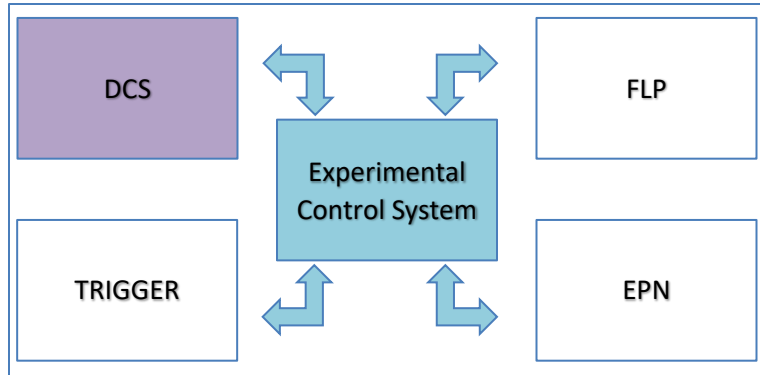 DCS
FLP
Experimental
Control System
TRIGGER
EPN